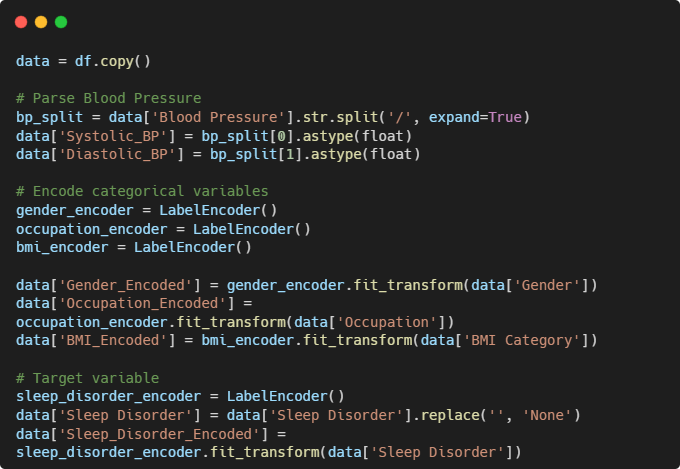 data = df.copy()

# Parse Blood Pressure
bp_split = data['Blood Pressure'].str.split('/', expand=True)
data['Systolic_BP'] = bp_split[0].astype(float)
data['Diastolic_BP'] = bp_split[1].astype(float)

# Encode categorical variables
gender_encoder = LabelEncoder()
occupation_encoder = LabelEncoder()
bmi_encoder = LabelEncoder()

data['Gender_Encoded'] = gender_encoder.fit_transform(data['Gender'])
data['Occupation_Encoded'] =
occupation_encoder.fit_transform(data['Occupation'])
data['BMI_Encoded'] = bmi_encoder.fit_transform(data['BMI Category'])

# Target variable
sleep_disorder_encoder = LabelEncoder()
data['Sleep Disorder'] = data['Sleep Disorder'].replace('', 'None')
data['Sleep_Disorder_Encoded'] =
sleep_disorder_encoder.fit_transform(data['Sleep Disorder'])